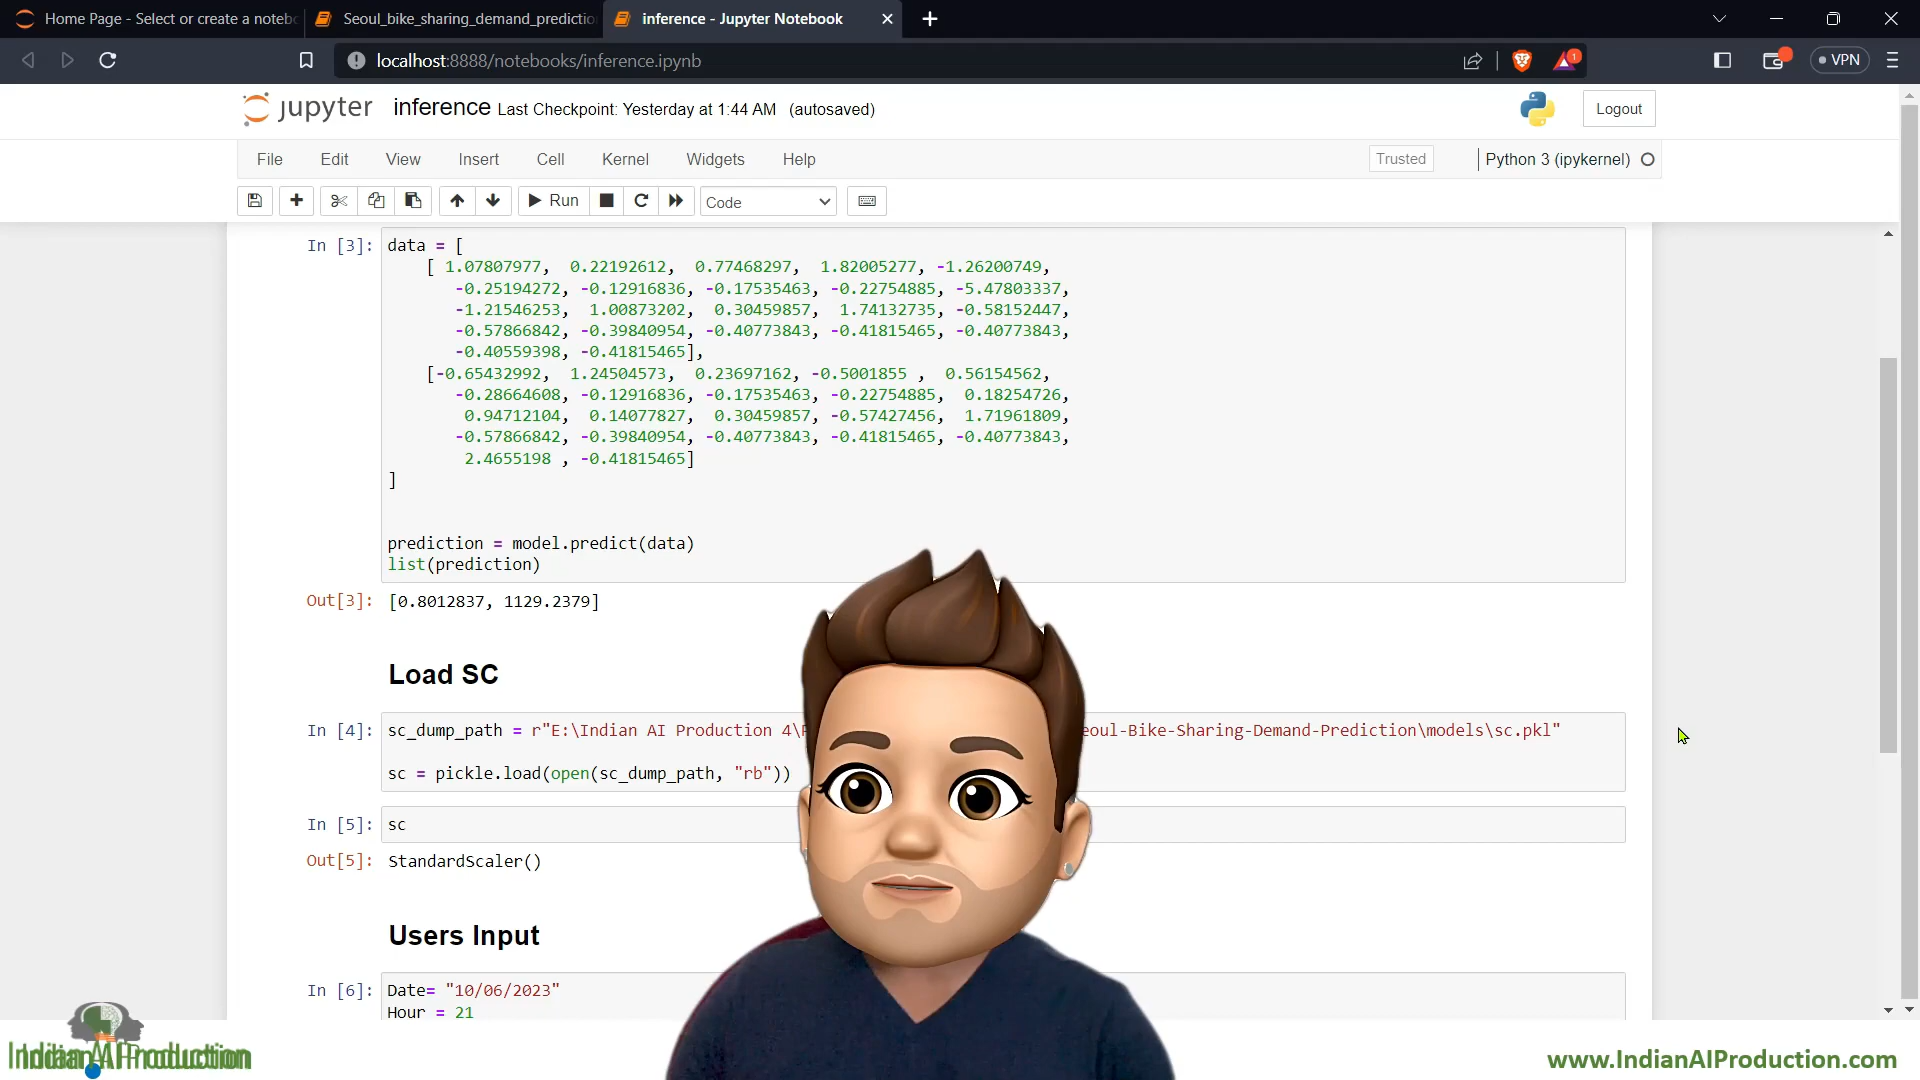 Home Page - Select or create a noteb
Seoul_bike_sharing_demand_predictio
inference - Jupyter Notebook
localhost:8888/notebooks/inference.ipynb
1
VPN
jupyter inference Last Checkpoint: Yesterday at 1:44 AM (autosaved)
Logout
File Edit View Insert Cell Kernel Widgets Help
Trusted
Python 3 (ipykernel)
Run
Code
In [3]: data = [
[ 1.07807977, 0.22192612, 0.77468297, 1.82005277, -1.26200749,
-0.25194272, -0.12916836, -0.17535463, -0.22754885, -5.47803337,
-1.21546253, 1.00873202, 0.30459857, 1.74132735, -0.58152447,
-0.57866842, -0.39840954, -0.40773843, -0.41815465, -0.40773843,
-0.40559398, -0.41815465],
[-0.65432992, 1.24504573, 0.23697162, -0.5001855 , 0.56154562,
-0.28664608, -0.12916836, -0.17535463, -0.22754885, 0.18254726,
0.94712104, 0.14077827, 0.30459857, -0.57427456, 1.71961809,
-0.57866842, -0.39840954, -0.40773843, -0.41815465, -0.40773843,
2.4655198 , -0.41815465]
]
prediction = model.predict(data)
list(prediction)
Out[3]: [0.8012837, 1129.2379]
Load SC
In [4]: sc_dump_path = r"E:\Indian AI Production 4\ eoul-Bike-Sharing-Demand-Prediction\models\sc.pkl"
sc = pickle.load(open(sc_dump_path, "rb"))
In [5]: sc
Out[5]: StandardScaler()
Users Input
In [6]: Date= "10/06/2023"
Hour = 21
Indian AI Production
www.IndianAIProduction.com